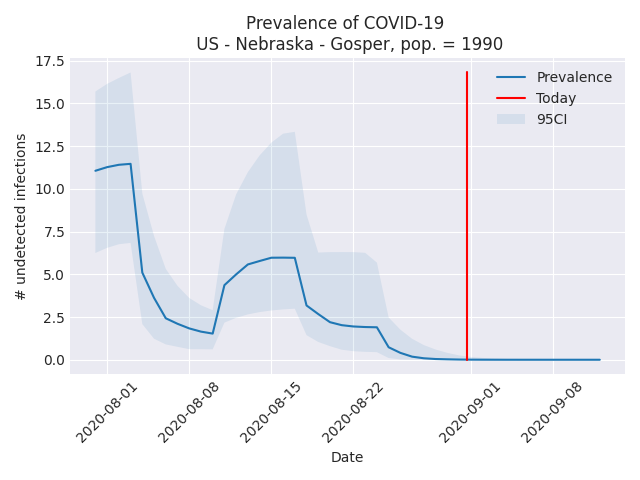 Prevalence of COVID-19
US - Nebraska - Gosper, pop. = 1990
17.5
15.0
12.5
10.0
7.5
5.0
2.5
0.0
# undetected infections
Prevalence
Today
95CI
2020-08-01
2020-08-08
2020-08-15
2020-08-22
2020-09-01
2020-09-08
Date